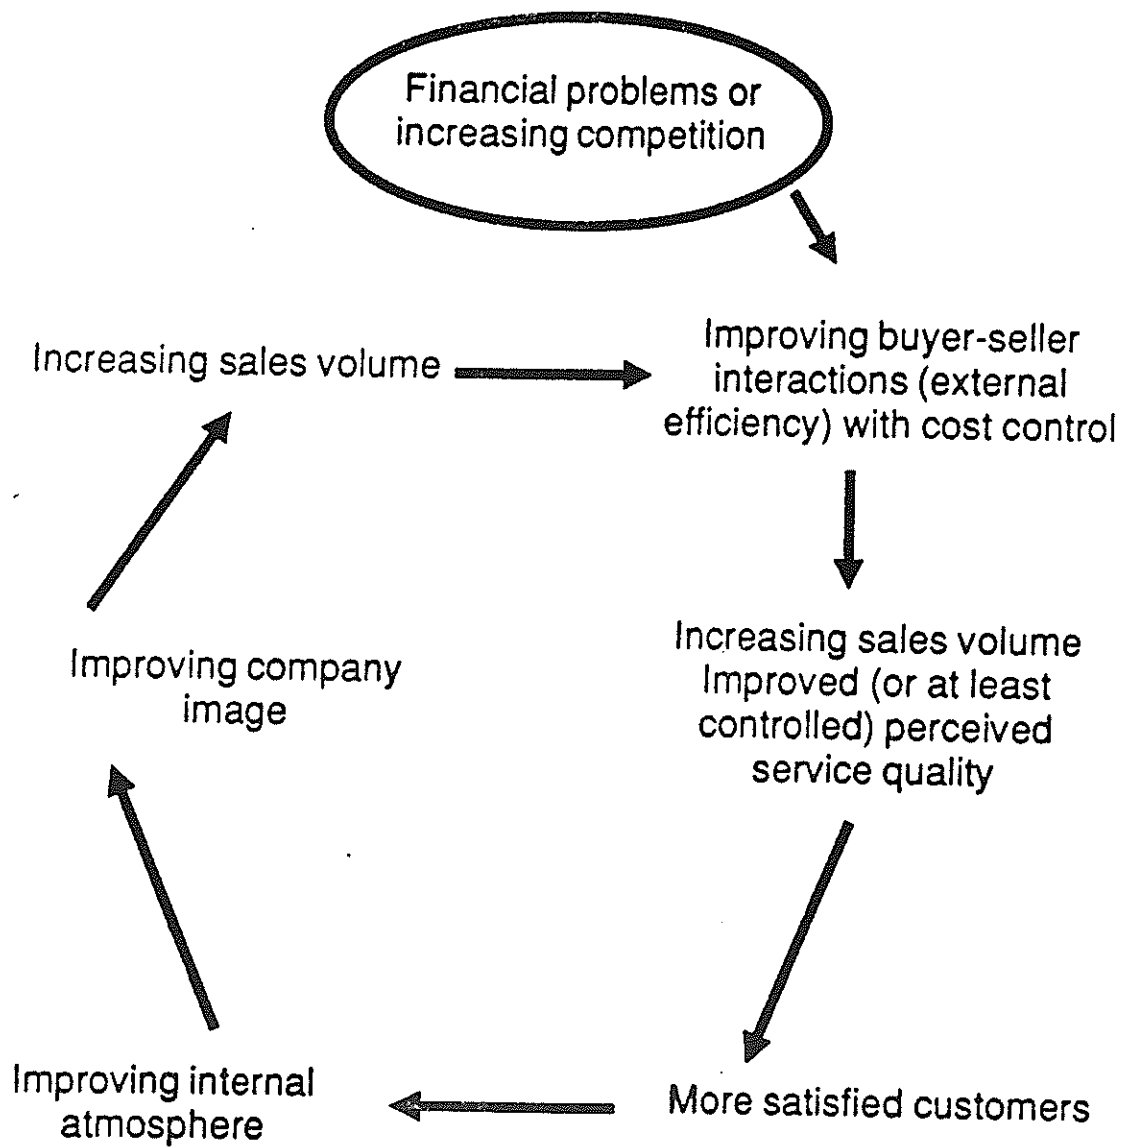 Financial problems or
increasing competition
Increasing sales volume
Improving buyer-seller
interactions (external
efficiency) with cost control
Increasing sales volume
Improved (or at least
controlled) perceived
service quality
Improving company
image
More satisfied customers
Improving internal
atmosphere